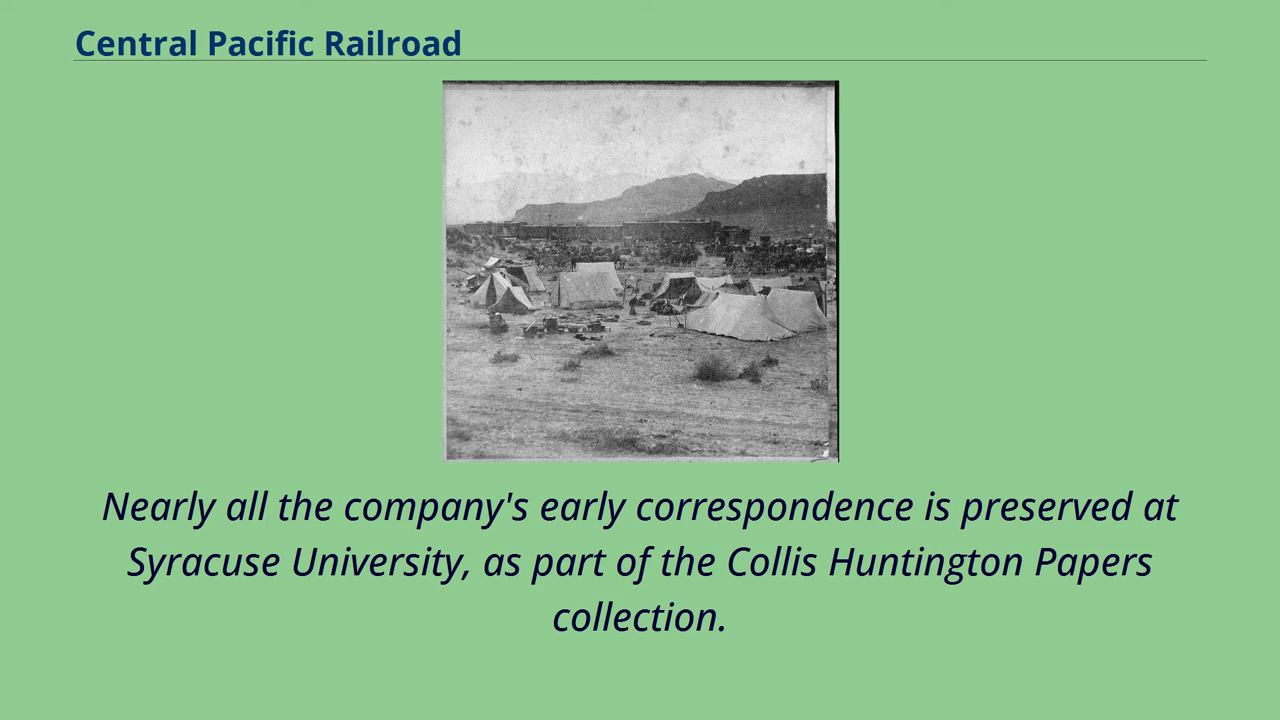 Central Pacific Railroad
Nearly all the company's early correspondence is preserved at
Syracuse University, as part of the Collis Huntington Papers
collection.